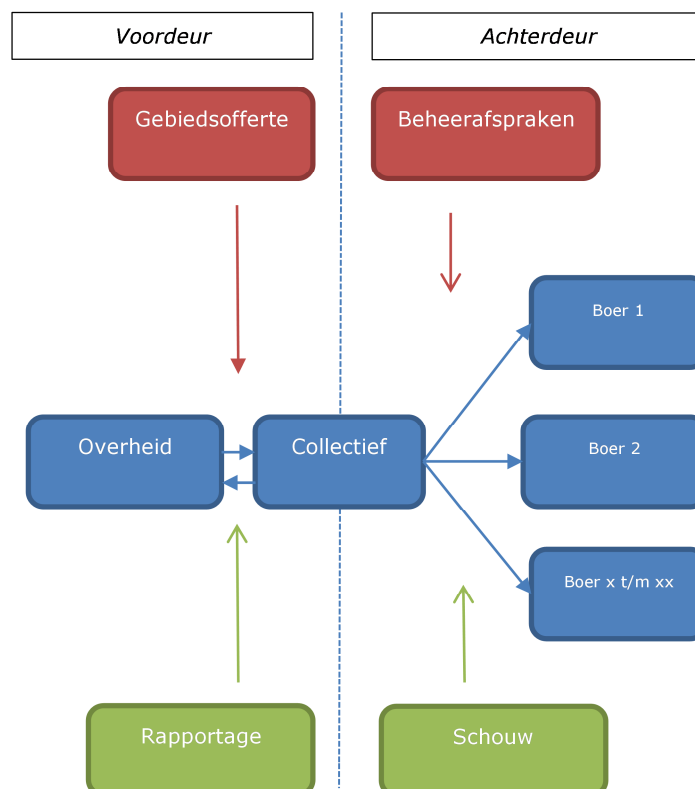 Voordeur
Achterdeur
Gebiedsofferte
Beheerafspraken
Boer 1
Overheid
Collectief
Boer 2
Boer x t/m xx
Rapportage
Schouw